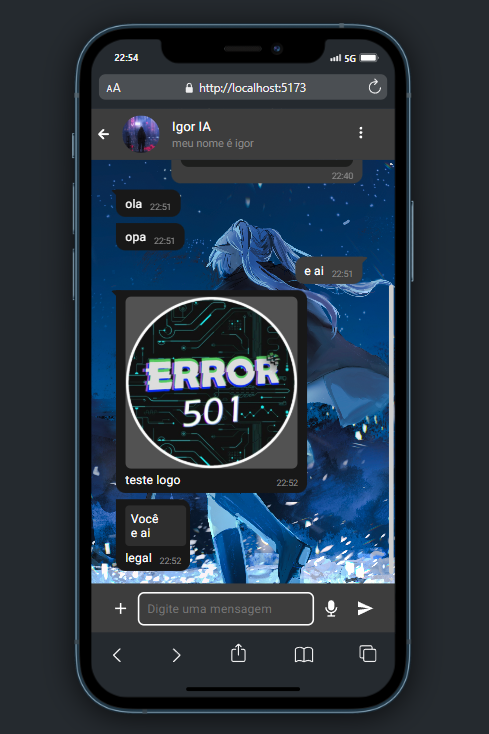 22:54
5G
AA
http://localhost:5173
Igor IA
meu nome é igor
22:40
ola 22:51
opa 22:51
e ai 22:51
ERROR
501
teste logo 22:52
Você
e ai
legal 22:52
Digite uma mensagem